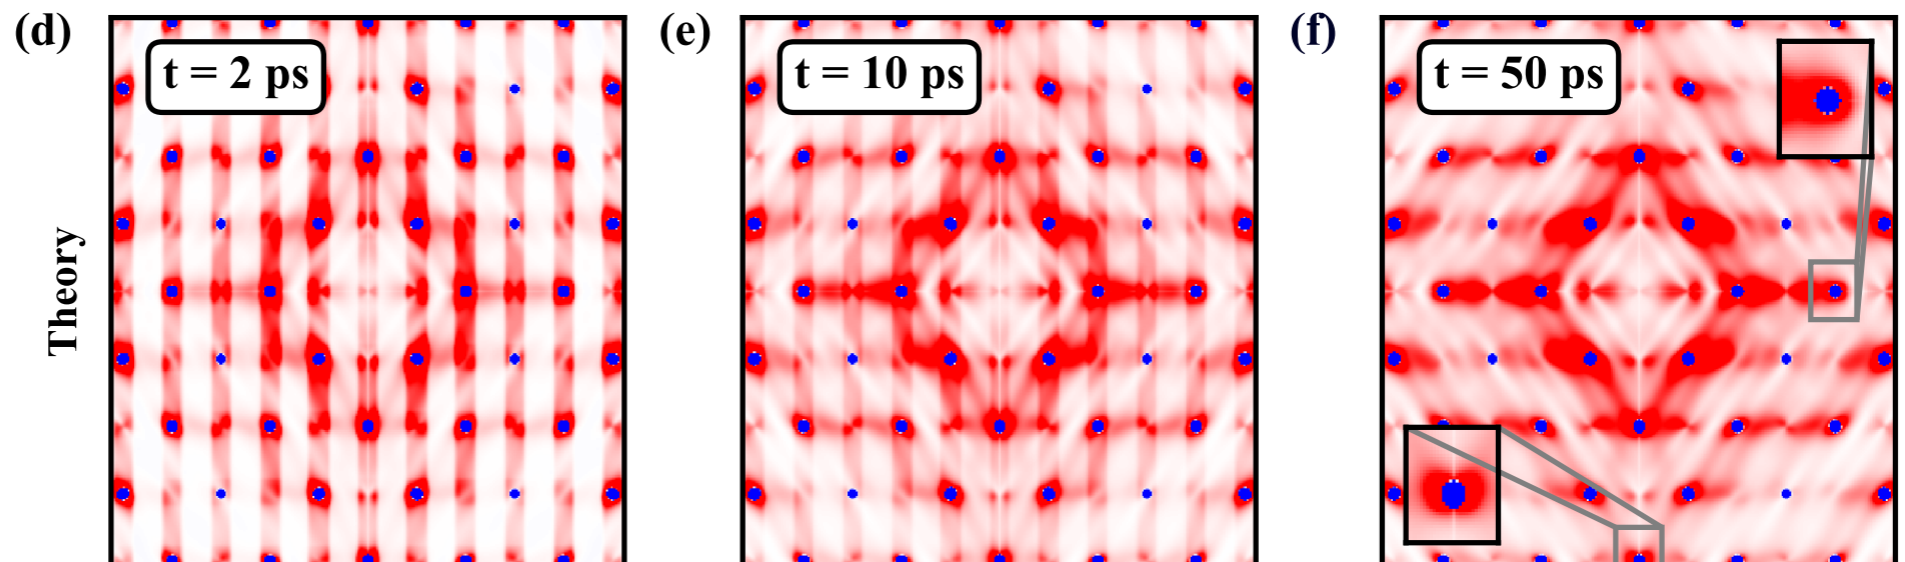 (d)
t = 2 ps
(e)
t = 10 ps
(f)
t = 50 ps
Theory